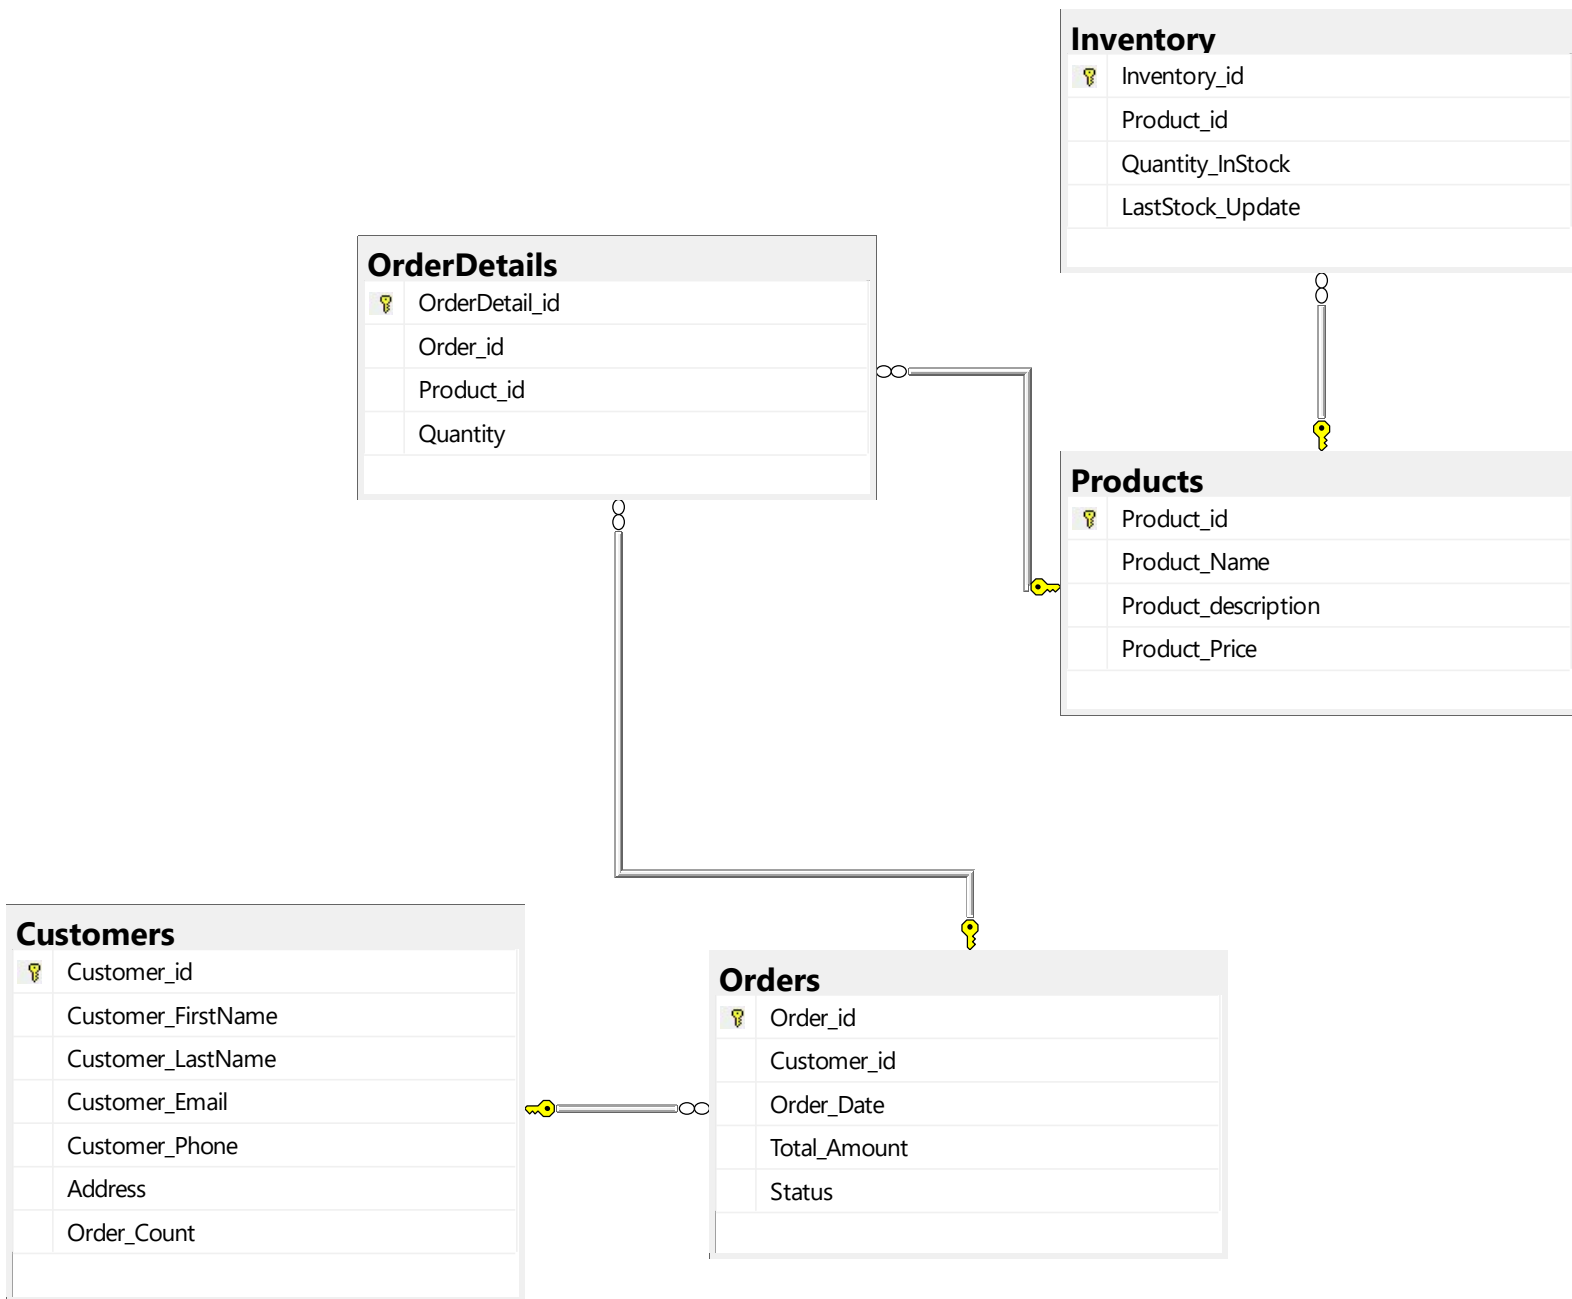 Inventory
Inventory_id
Product_id
Quantity_InStock
LastStock_Update
OrderDetails
OrderDetail_id
Order_id
Product_id
Quantity
Products
Product_id
Product_Name
Product_description
Product_Price
Customers
Customer_id
Customer_FirstName
Customer_LastName
Customer_Email
Customer_Phone
Address
Order_Count
Orders
Order_id
Customer_id
Order_Date
Total_Amount
Status